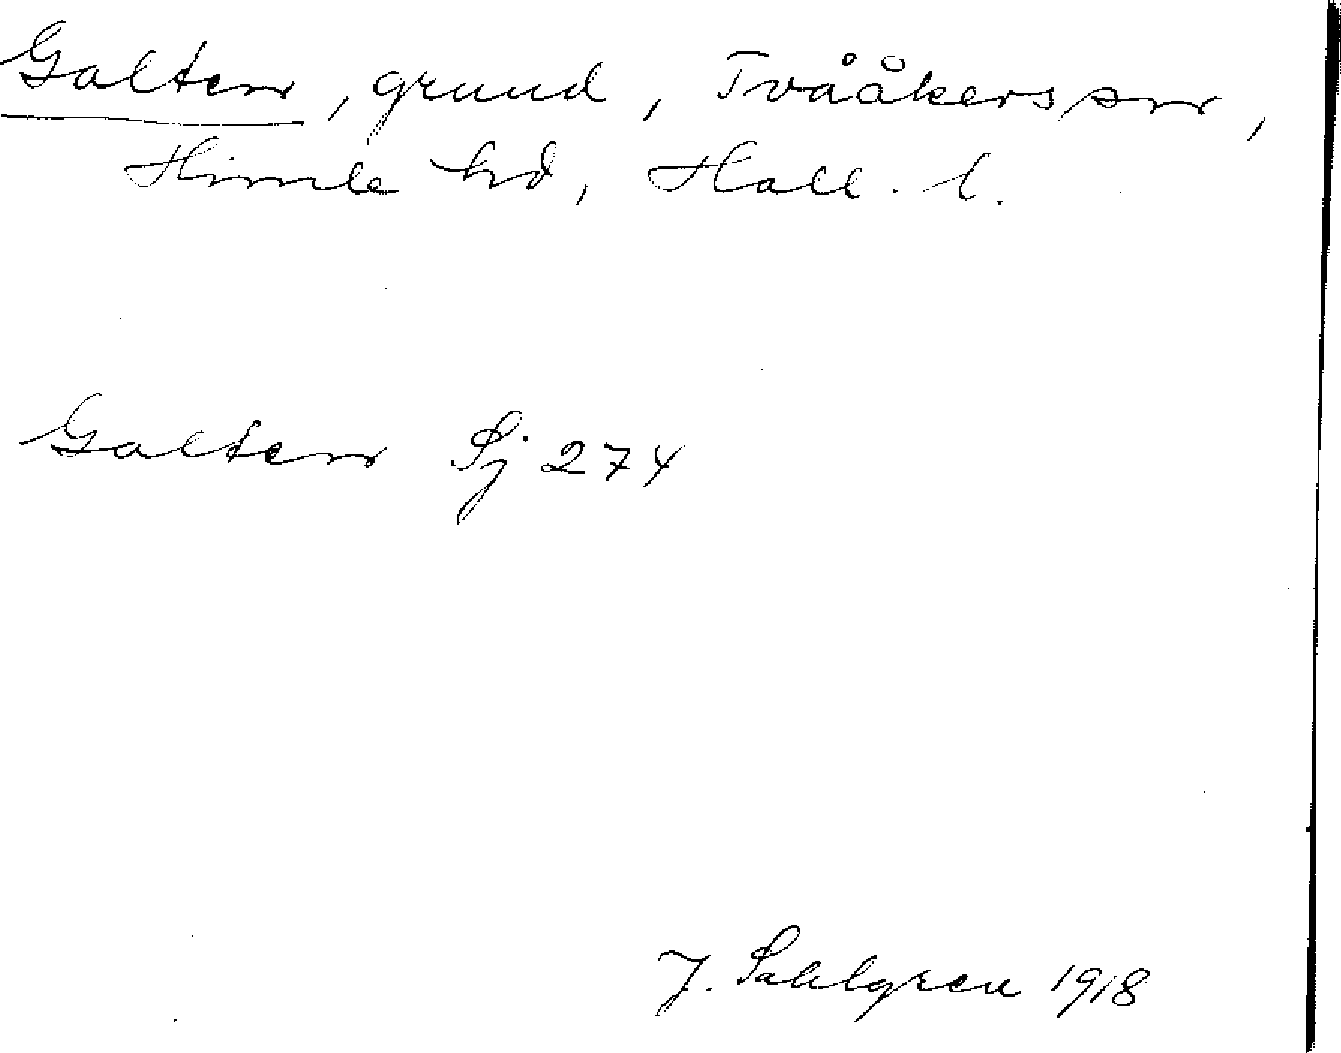 Galten, grund, Tvååkers sn,
Himle hd, Hall. l.
Galten Sj 274
J. Sahlgren 1918